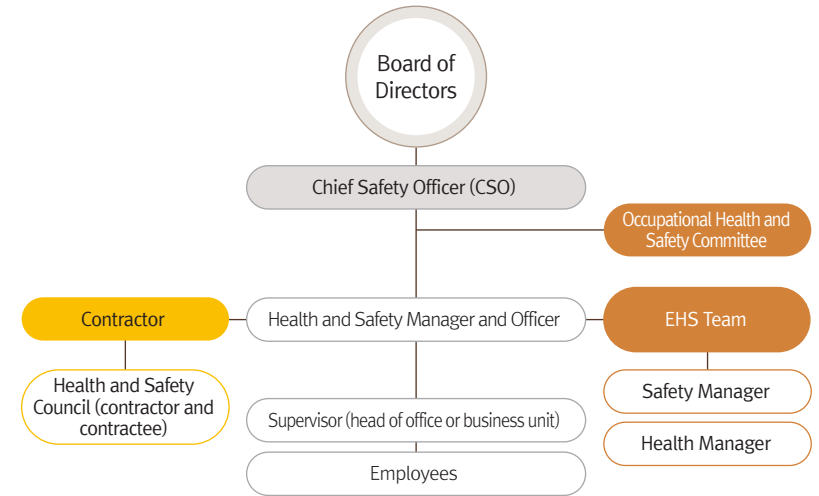 Board of
Directors
Chief Safety Officer (CSO)
Occupational Health and
Safety Committee
Contractor
Health and Safety Manager and Officer
EHS Team
Health and Safety
Council (contractor and
contractee)
Safety Manager
Supervisor (head of office or business unit)
Health Manager
Employees